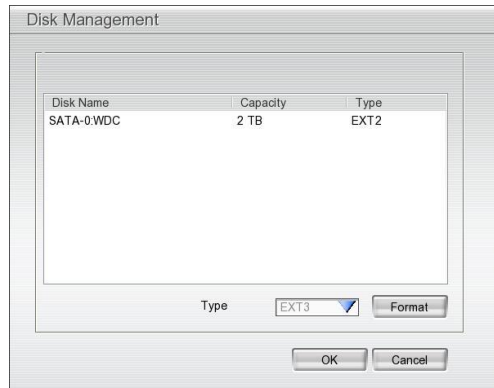 Disk Management
Disk Name Capacity Type
SATA-0:WDC 2 TB EXT2
Type EXT3 Format
OK Cancel